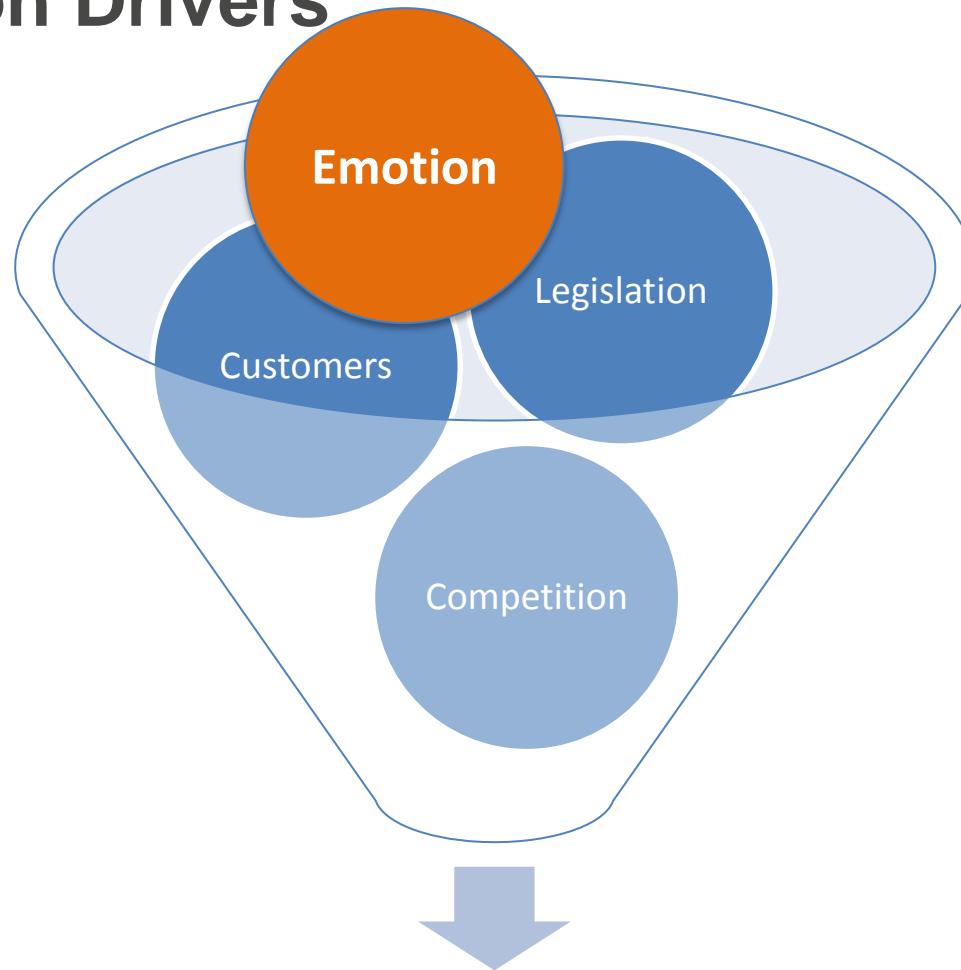 on Drivers
Emotion
Legislation
Customers
Competition